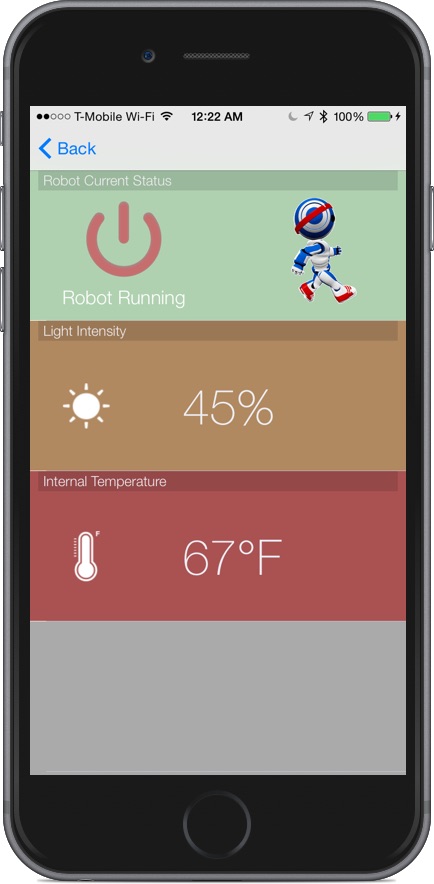 T-Mobile Wi-Fi 12:22 AM 100%
Back
Robot Current Status
Robot Running
Light Intensity
45%
Internal Temperature
F
67°F